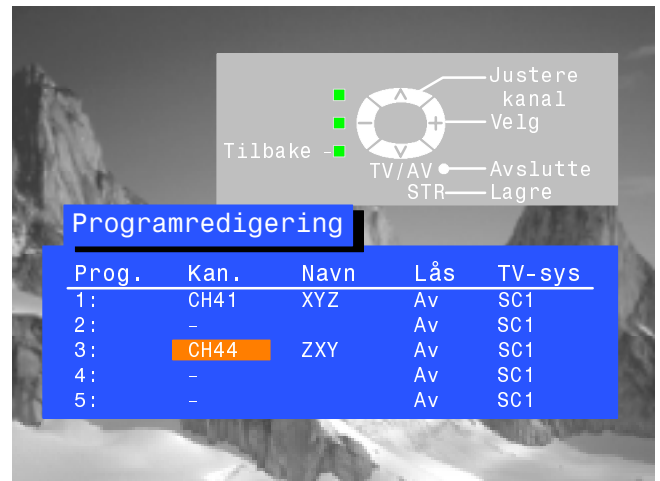 Justere
kanal
Velg
Tilbake
TV/AV Avslutte
STR Lagre
Programredigering
Prog. Kan. Navn Lås TV-sys
1: CH41 XYZ Av SC1
2: – Av SC1
3: CH44 ZXY Av SC1
4: – Av SC1
5: – Av SC1